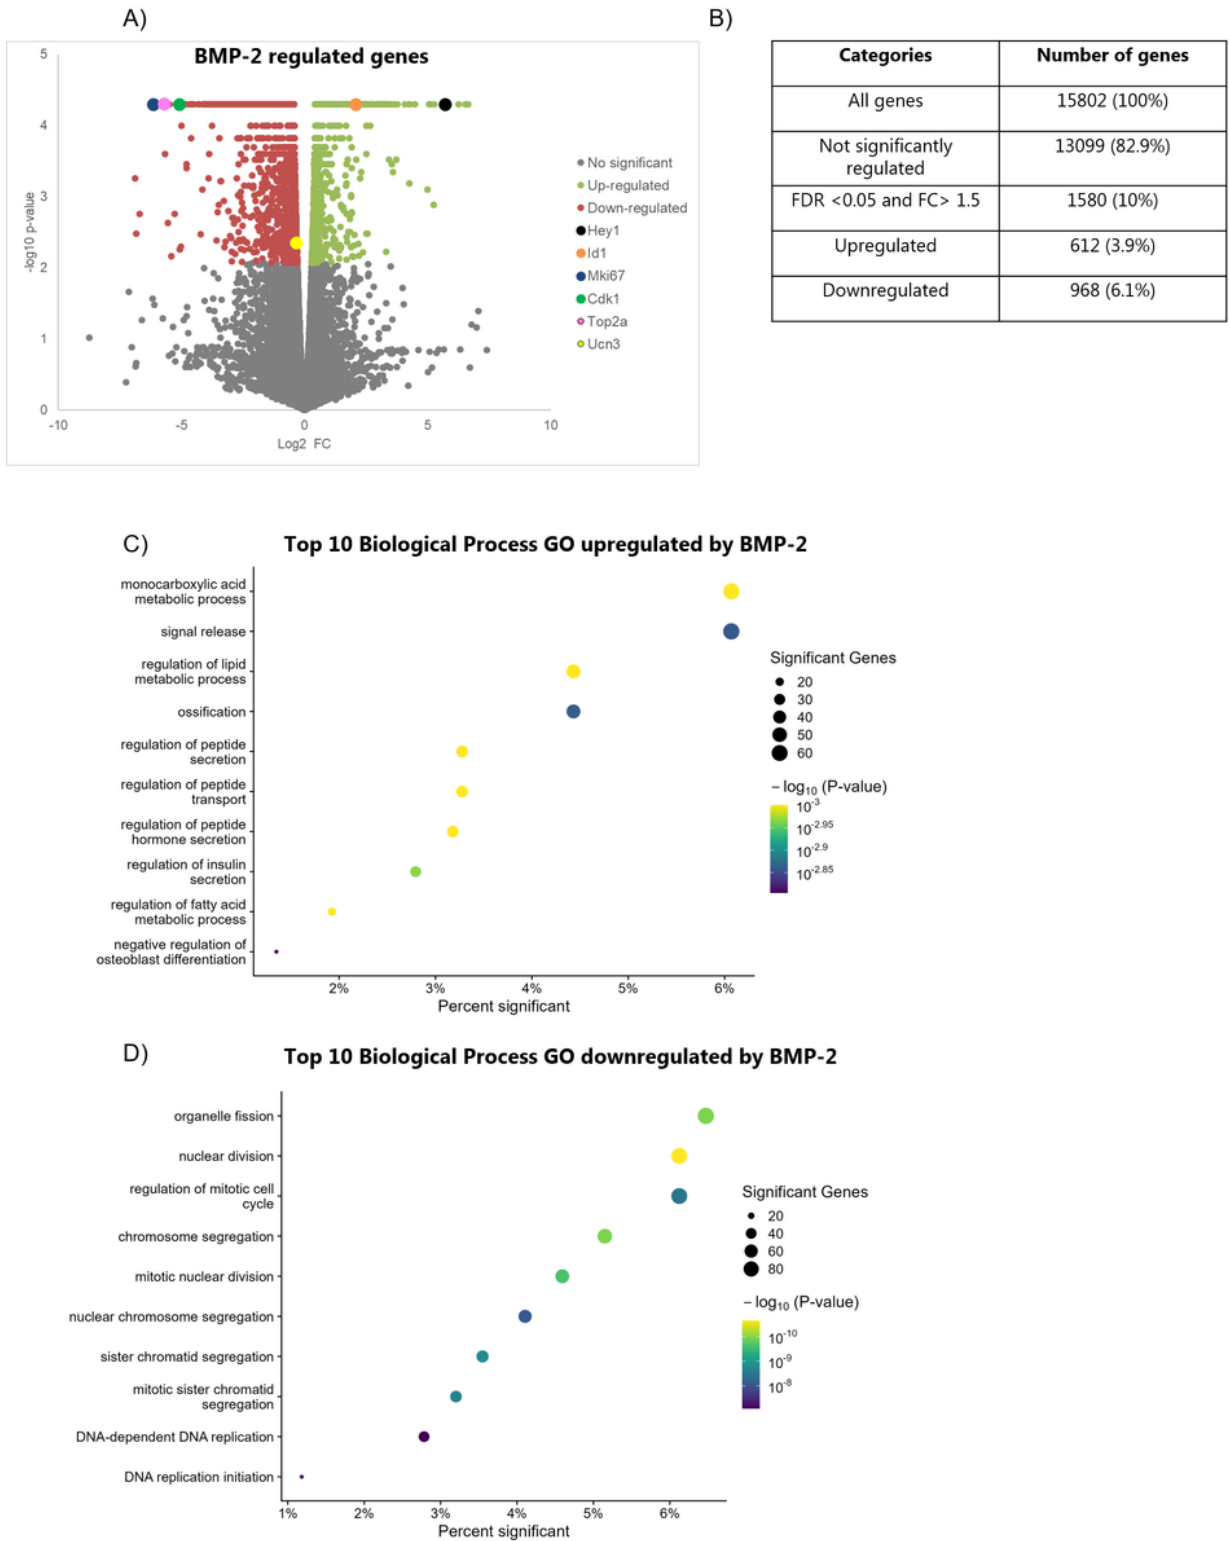 A)
BMP-2 regulated genes
5
4
3
2
1
0
-log10 p-value
-10
-5
0
5
10
Log2 FC
No significant
Up-regulated
Down-regulated
Hey1
Id1
Mki67
Cdk1
Top2a
Ucn3
B)
Categories Number of genes
All genes 15802 (100%)
Not significantly regulated 13099 (82.9%)
FDR <0.05 and FC> 1.5 1580 (10%)
Upregulated 612 (3.9%)
Downregulated 968 (6.1%)
C)
Top 10 Biological Process GO upregulated by BMP-2
monocarboxylic acid
metabolic process
signal release
regulation of lipid
metabolic process
ossification
regulation of peptide
secretion
regulation of peptide
transport
regulation of peptide
hormone secretion
regulation of insulin
secretion
regulation of fatty acid
metabolic process
negative regulation of
osteoblast differentiation
2% 3% 4% 5% 6%
Percent significant
Significant Genes
20
30
40
50
60
− log10 (P-value)
10-3
10-2.95
10-2.9
10-2.85
D)
Top 10 Biological Process GO downregulated by BMP-2
organelle fission
nuclear division
regulation of mitotic cell
cycle
chromosome segregation
mitotic nuclear division
nuclear chromosome segregation
sister chromatid segregation
mitotic sister chromatid
segregation
DNA-dependent DNA replication
DNA replication initiation
1% 2% 3% 4% 5% 6%
Percent significant
Significant Genes
20
40
60
80
− log10 (P-value)
10-10
10-9
10-8